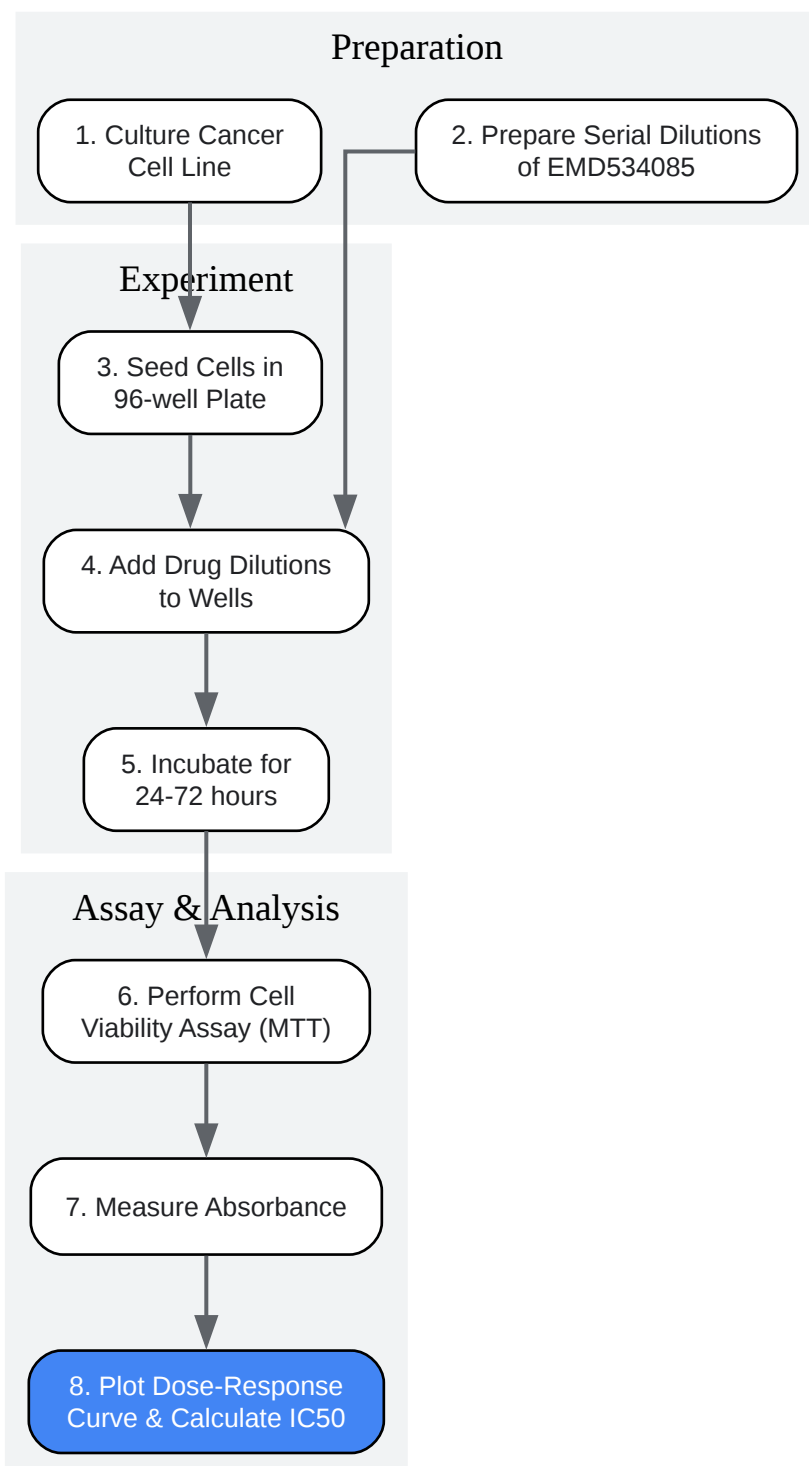 Preparation
1. Culture Cancer
Cell Line
2. Prepare Serial Dilutions
of EMD534085
Experiment
3. Seed Cells in
96-well Plate
4. Add Drug Dilutions
to Wells
5. Incubate for
24-72 hours
Assay & Analysis
6. Perform Cell
Viability Assay (MTT)
7. Measure Absorbance
8. Plot Dose-Response
Curve & Calculate IC50